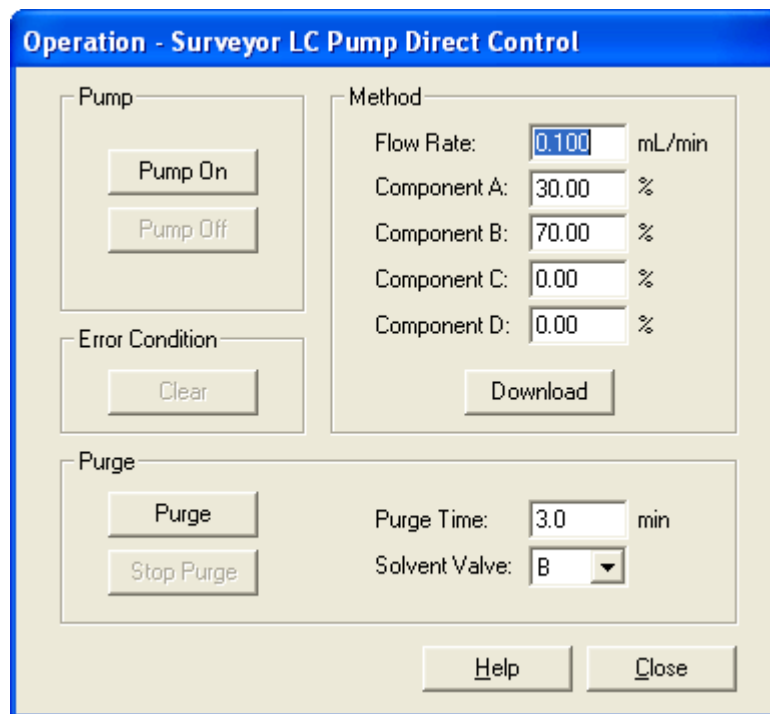 Operation - Surveyor LC Pump Direct Control
Pump
Pump On
Pump Off
Error Condition
Clear
Method
Flow Rate: 0.100 mL/min
Component A: 30.00 %
Component B: 70.00 %
Component C: 0.00 %
Component D: 0.00 %
Download
Purge
Purge
Stop Purge
Purge Time: 3.0 min
Solvent Valve: B
Help Close